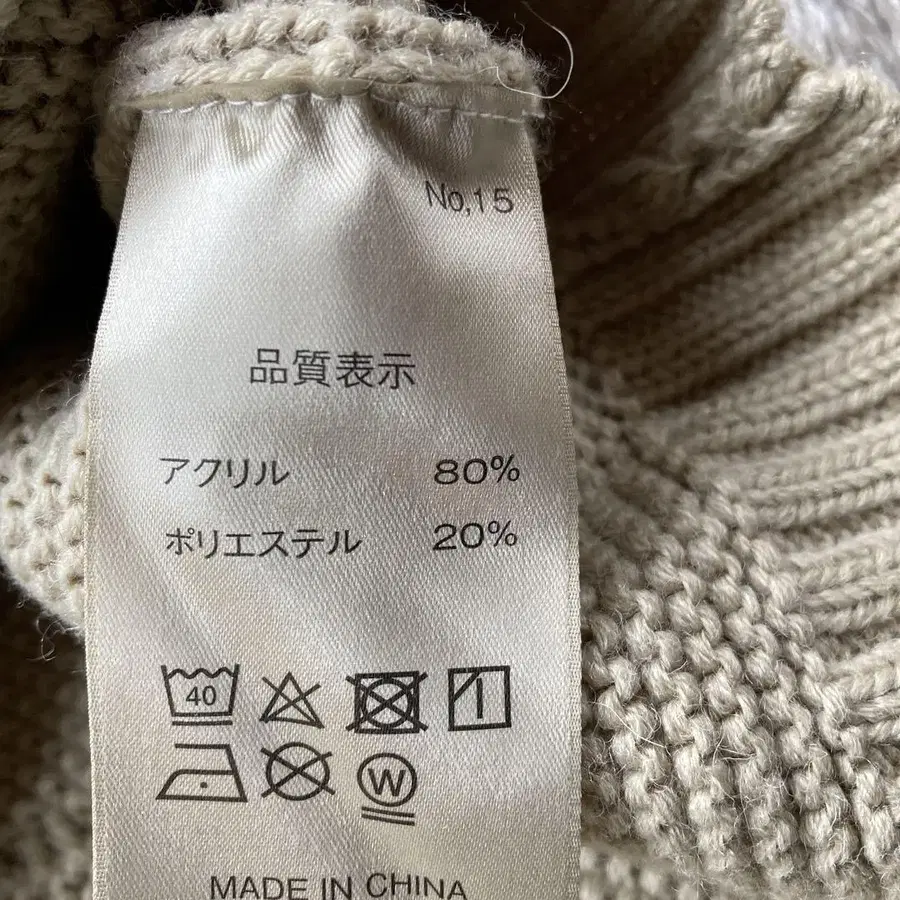 No,15
品質表示
アクリル 80%
ポリエステル 20%
40
W
MADE IN CHINA